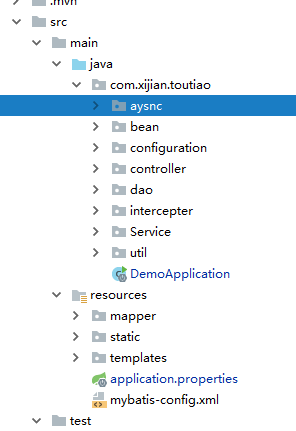 .mvn
src
main
java
com.xijian.toutiao
aysnc
bean
configuration
controller
dao
intercepter
Service
util
DemoApplication
resources
mapper
static
templates
application.properties
mybatis-config.xml
test